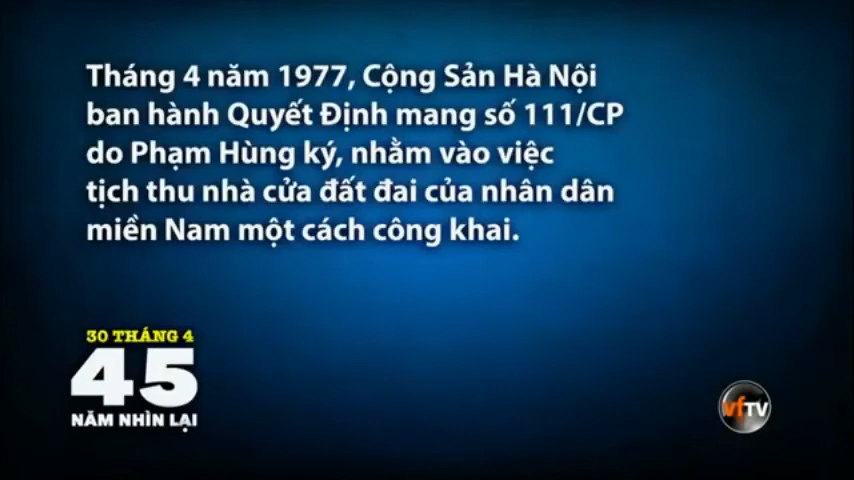 Tháng 4 năm 1977, Cộng Sản Hà Nội
ban hành Quyết Định mang số 111/CP
do Phạm Hùng ký, nhằm vào việc
tịch thu nhà cửa đất đai của nhân dân
miền Nam một cách công khai.
30 THÁNG 4
45
NĂM NHÌN LẠI
vfTV